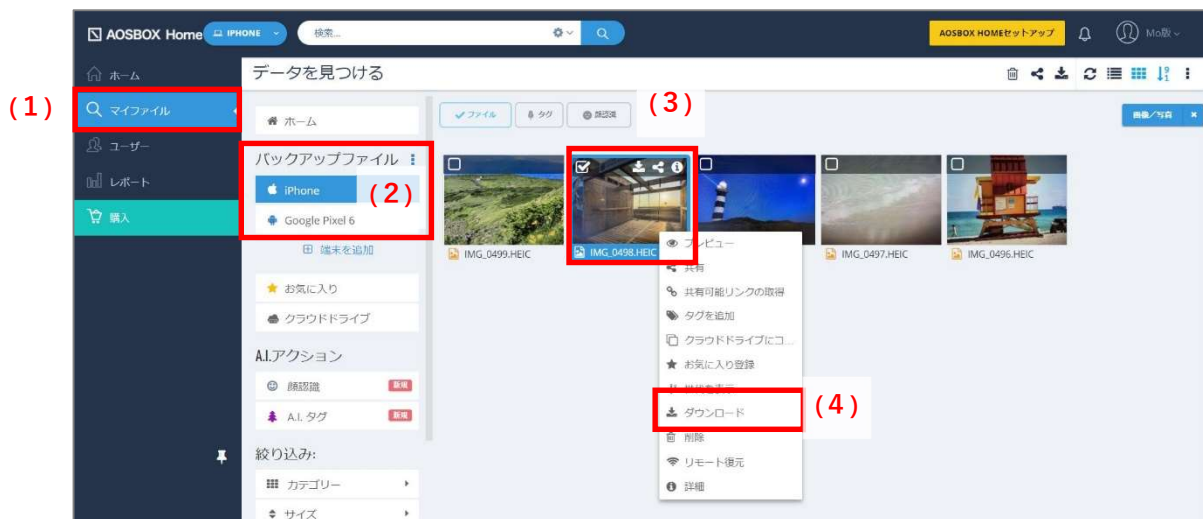 AOSBOX Home
IPHONE
検索...
AOSBOX HOMEセットアップ
Mo版
ホーム
データを見つける
(1)
マイファイル
ユーザー
レポート
購入
ホーム
バックアップファイル
(2)
iPhone
Google Pixel 6
端末を追加
お気に入り
クラウドドライブ
A.I.アクション
顔認識
新規
A.I. タグ
新規
絞り込み:
カテゴリー
サイズ
ファイル
タグ
顔認識
(3)
画像/写真
IMG_0499.HEIC
IMG_0498.HEIC
IMG_0497.HEIC
IMG_0496.HEIC
プレビュー
共有
共有可能リンクの取得
タグを追加
クラウドドライブにコ...
お気に入り登録
ダウンロード
(4)
削除
リモート復元
詳細